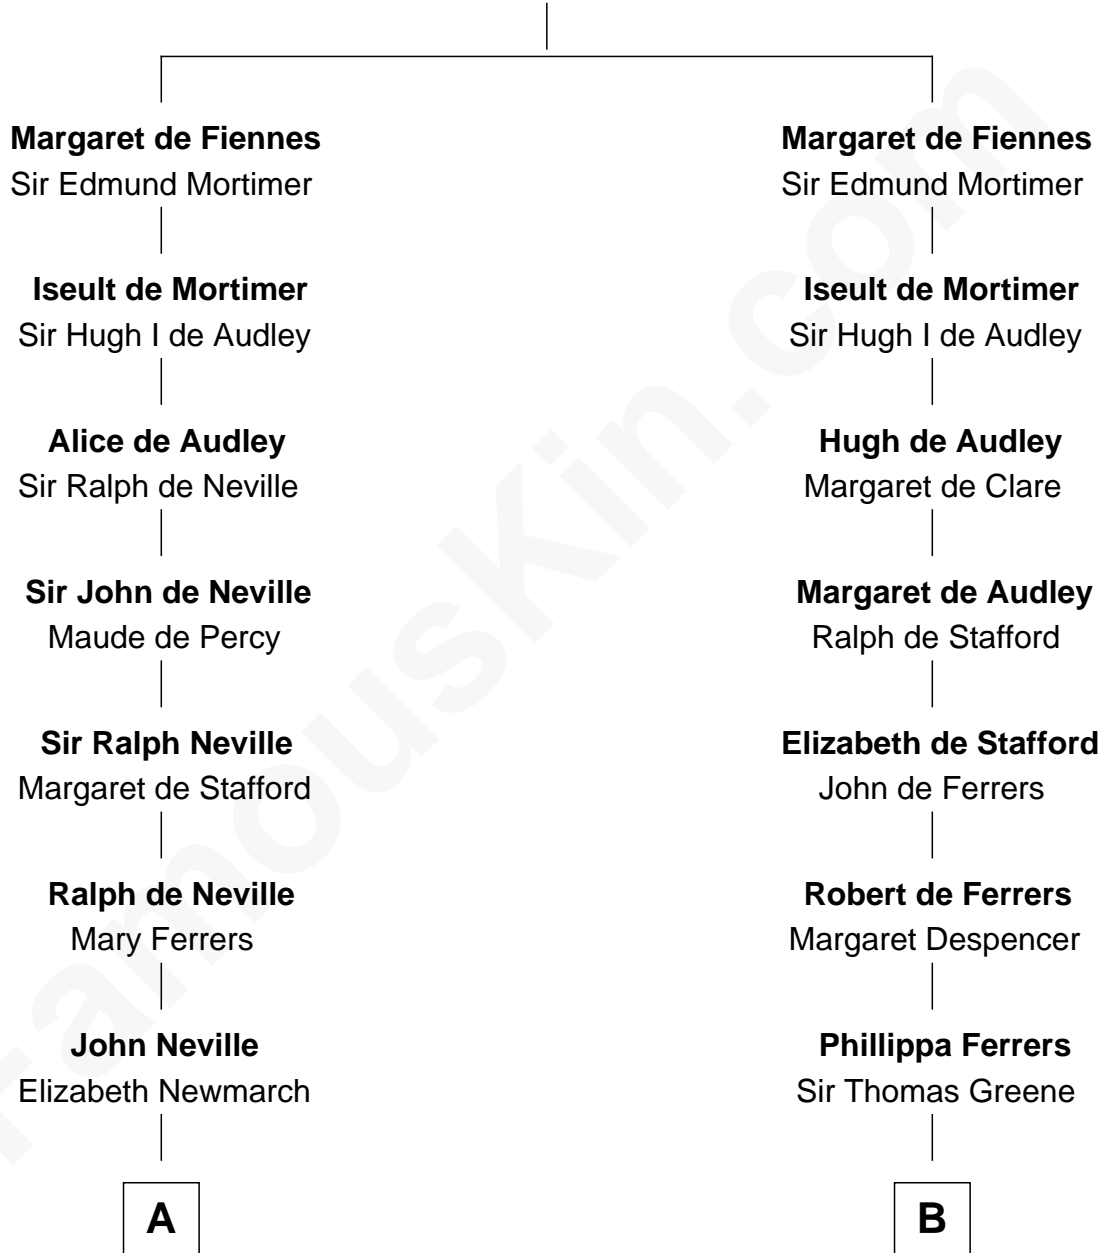 Margaret de Fiennes
Sir Edmund Mortimer
Iseult de Mortimer
Sir Hugh I de Audley
Alice de Audley
Sir Ralph de Neville
Sir John de Neville
Maude de Percy
Sir Ralph Neville
Margaret de Stafford
Ralph de Neville
Mary Ferrers
John Neville
Elizabeth Newmarch
A
Margaret de Fiennes
Sir Edmund Mortimer
Iseult de Mortimer
Sir Hugh I de Audley
Hugh de Audley
Margaret de Clare
Margaret de Audley
Ralph de Stafford
Elizabeth de Stafford
John de Ferrers
Robert de Ferrers
Margaret Despencer
Phillippa Ferrers
Sir Thomas Greene
B
FamousKin.com